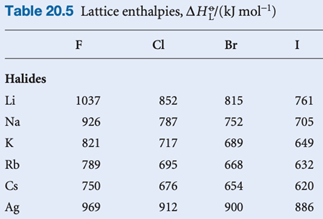 Table 20.5 Lattice enthalpies, ΔH°L/(kJ mol⁻¹)
F Cl Br I
Halides
Li 1037 852 815 761
Na 926 787 752 705
K 821 717 689 649
Rb 789 695 668 632
Cs 750 676 654 620
Ag 969 912 900 886